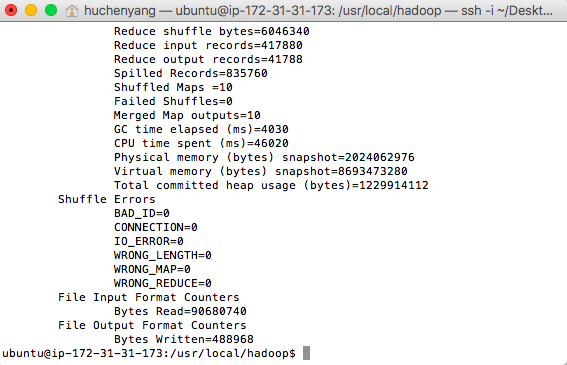 huchenyang — ubuntu@ip-172-31-31-173: /usr/local/hadoop — ssh -i ~/Deskt...
Reduce shuffle bytes=6046340
Reduce input records=417880
Reduce output records=41788
Spilled Records=835760
Shuffled Maps =10
Failed Shuffles=0
Merged Map outputs=10
GC time elapsed (ms)=4030
CPU time spent (ms)=46020
Physical memory (bytes) snapshot=2024062976
Virtual memory (bytes) snapshot=8693473280
Total committed heap usage (bytes)=1229914112
Shuffle Errors
BAD_ID=0
CONNECTION=0
IO_ERROR=0
WRONG_LENGTH=0
WRONG_MAP=0
WRONG_REDUCE=0
File Input Format Counters
Bytes Read=90680740
File Output Format Counters
Bytes Written=488968
ubuntu@ip-172-31-31-173:/usr/local/hadoop$